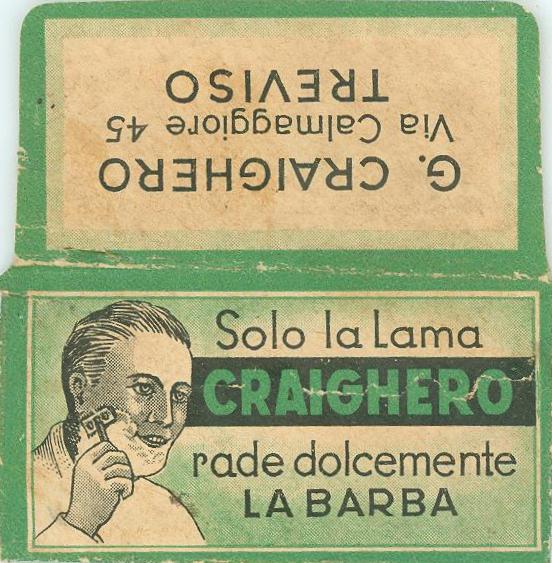 G. CRAIGHERO
Via Calmaggiore 45
TREVISO
Solo la Lama
CRAIGHERO
rade dolcemente
LA BARBA